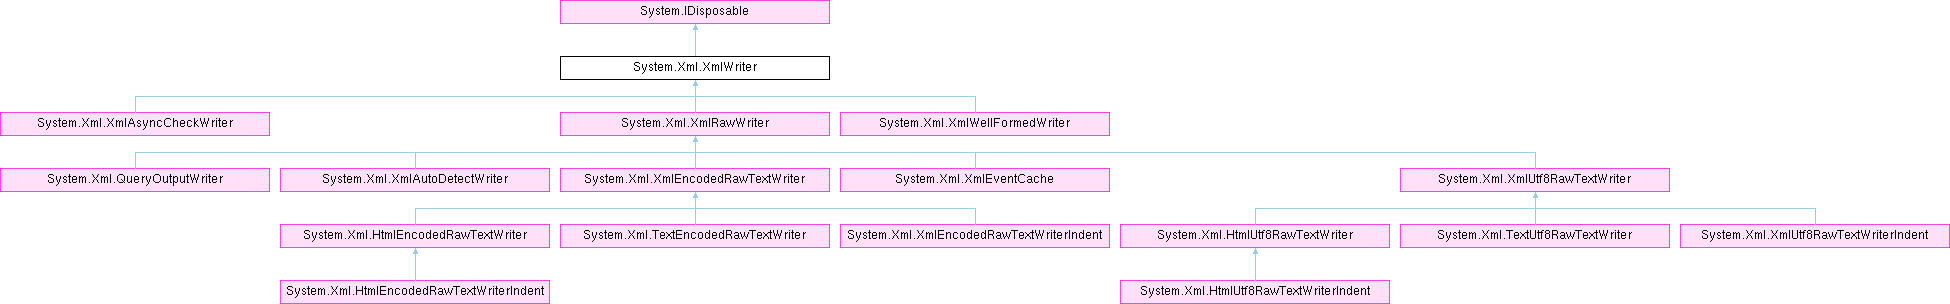 System.IDisposable
System.Xml.XmlWriter
System.Xml.XmlAsyncCheckWriter
System.Xml.XmlRawWriter
System.Xml.XmlWellFormedWriter
System.Xml.QueryOutputWriter
System.Xml.XmlAutoDetectWriter
System.Xml.XmlEncodedRawTextWriter
System.Xml.XmlEventCache
System.Xml.XmlUtf8RawTextWriter
System.Xml.HtmlEncodedRawTextWriter
System.Xml.TextEncodedRawTextWriter
System.Xml.XmlEncodedRawTextWriterIndent
System.Xml.HtmlUtf8RawTextWriter
System.Xml.TextUtf8RawTextWriter
System.Xml.XmlUtf8RawTextWriterIndent
System.Xml.HtmlEncodedRawTextWriterIndent
System.Xml.HtmlUtf8RawTextWriterIndent